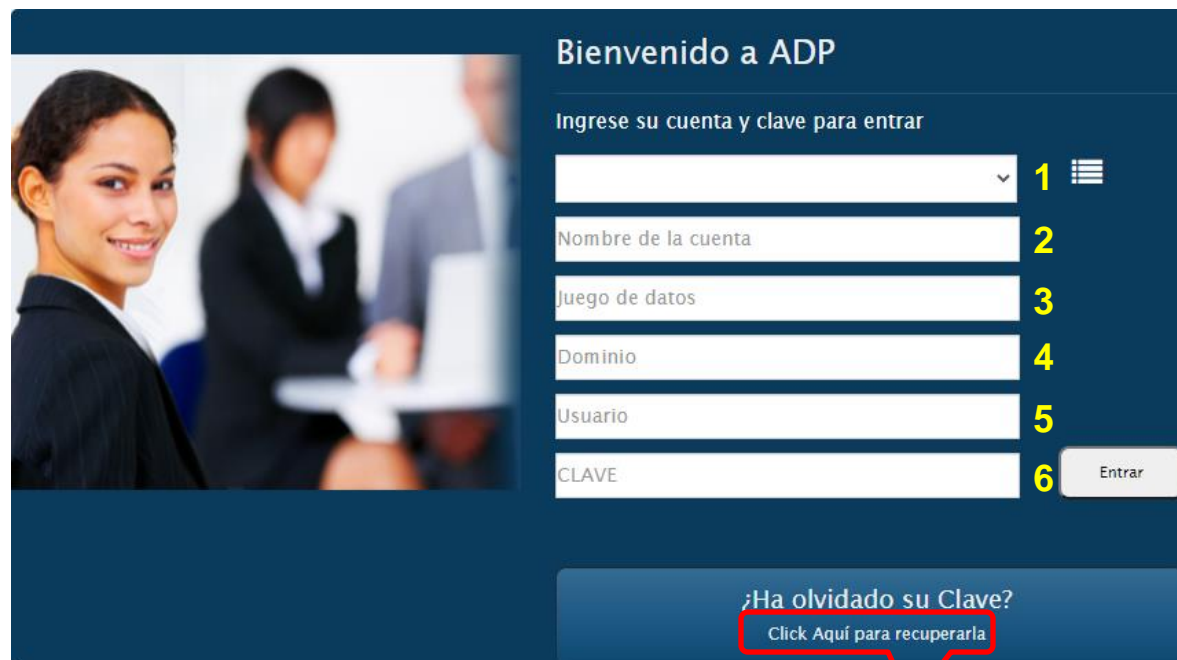 Bienvenido a ADP
Ingrese su cuenta y clave para entrar
1
Nombre de la cuenta
2
Juego de datos
3
Dominio
4
Usuario
5
CLAVE
6
Entrar
¿Ha olvidado su Clave?
Click Aquí para recuperarla